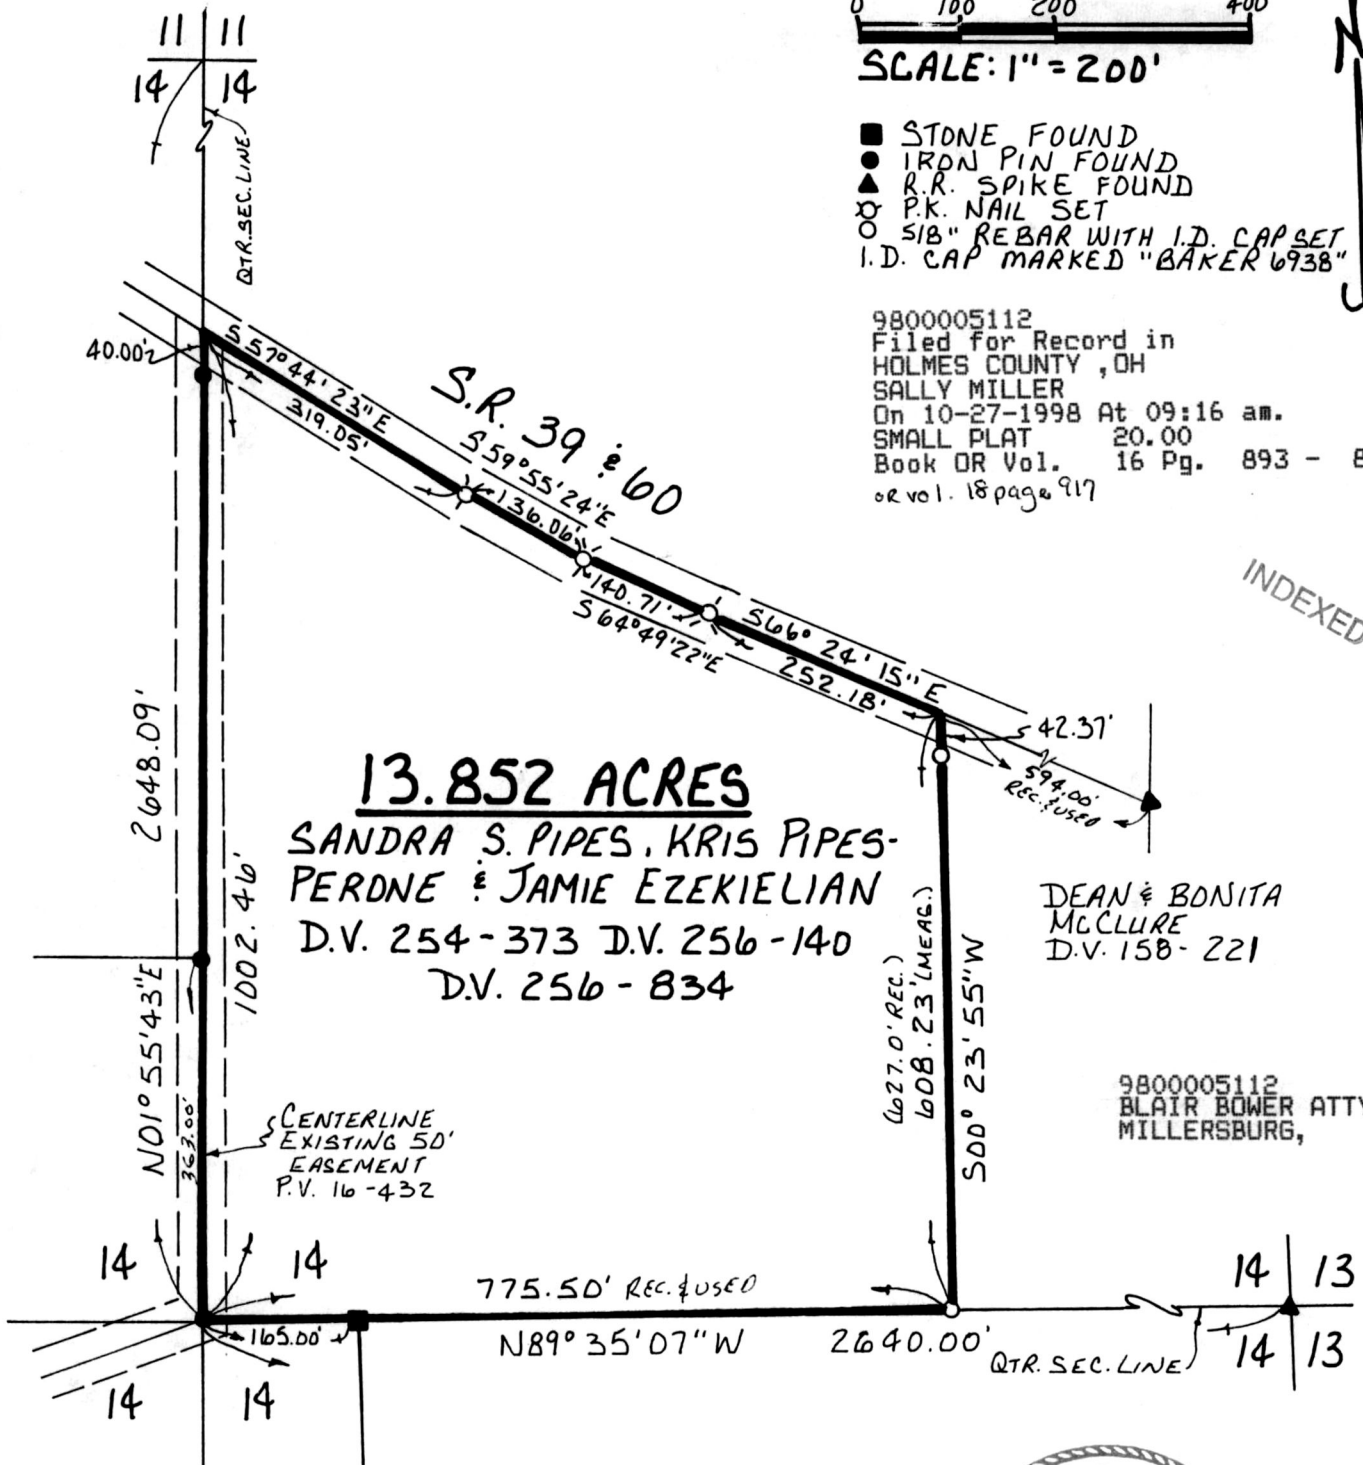 0 100 200 400
SCALE: 1" = 200'
N
11 11
14 14
QTR. SEC. LINE
■ STONE FOUND
● IRON PIN FOUND
▲ R.R. SPIKE FOUND
P.K. NAIL SET
○ 5/8" REBAR WITH I.D. CAP SET
I.D. CAP MARKED "BAKER 6938"
9800005112
Filed for Record in
HOLMES COUNTY ,OH
SALLY MILLER
On 10-27-1998 At 09:16 am.
SMALL PLAT 20.00
Book OR Vol. 16 Pg. 893 - 8
OR vol. 18 page 917
INDEXED
40.00'
S 57° 44' 23" E
319.05'
S.R. 39 & 60
S 59° 55' 24" E
136.06'
140.71'
S 64° 49' 22" E
S 66° 24' 15" E
252.18'
42.37'
594.00'
REC. & USED
2648.09'
1002.46'
N 01° 55' 43" E
363.00'
13.852 ACRES
SANDRA S. PIPES, KRIS PIPES-
PERONE & JAMIE EZEKIELIAN
D.V. 254-373 D.V. 256-140
D.V. 256-834
DEAN & BONITA
McCLURE
D.V. 158-221
(627.0' REC.)
608.23' (MEAS.)
S 00° 23' 55" W
9800005112
BLAIR BOWER ATTY
MILLERSBURG,
CENTERLINE
EXISTING 50'
EASEMENT
P.V. 16-432
14 14
775.50' REC. & USED
14 13
165.00'
N 89° 35' 07" W 2640.00'
QTR. SEC. LINE
14 13
14 14